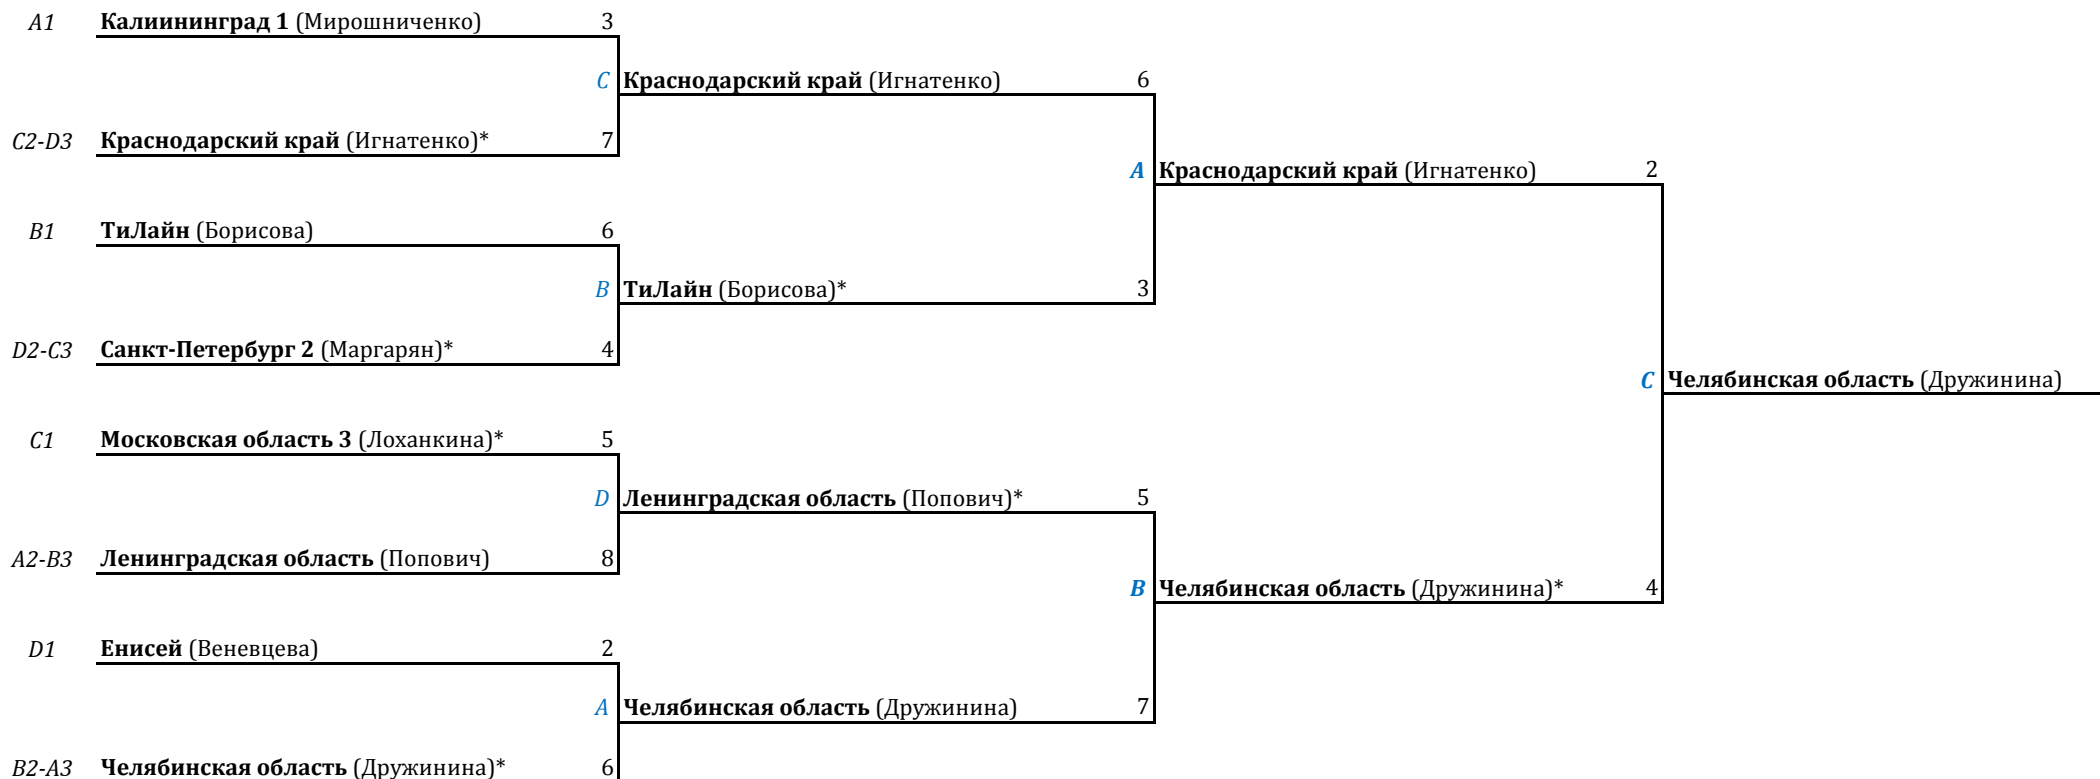 A1 Калиининград 1 (Мирошниченко) 3
C Краснодарский край (Игнатенко) 6
C2-D3 Краснодарский край (Игнатенко)* 7
A Краснодарский край (Игнатенко) 2
B1 ТиЛайн (Борисова) 6
B ТиЛайн (Борисова)* 3
D2-C3 Санкт-Петербург 2 (Маргарян)* 4
C Челябинская область (Дружинина)
C1 Московская область 3 (Лоханкина)* 5
D Ленинградская область (Попович)* 5
A2-B3 Ленинградская область (Попович) 8
B Челябинская область (Дружинина)* 4
D1 Енисей (Веневцева) 2
A Челябинская область (Дружинина) 7
B2-A3 Челябинская область (Дружинина)* 6